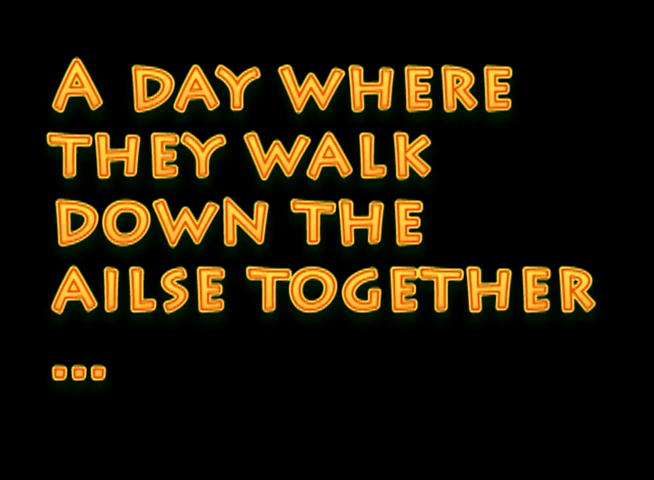 A DAY WHERE
THEY WALK
DOWN THE
AILSE TOGETHER
...